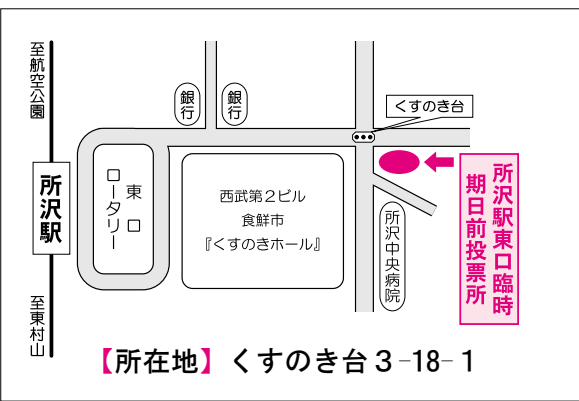 至航空公園
所沢駅
至東村山
東口
ロータリー
銀行
銀行
くすのき台
西武第２ビル
食鮮市
『くすのきホール』
所沢中央病院
所沢駅東口臨時
期日前投票所
【所在地】くすのき台３-18-１